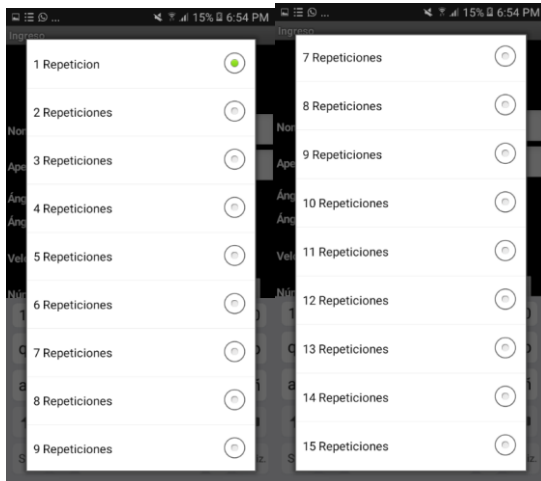 ... 15% 6:54 PM
Ingreso
1 Repeticion
2 Repeticiones
3 Repeticiones
4 Repeticiones
5 Repeticiones
6 Repeticiones
7 Repeticiones
8 Repeticiones
9 Repeticiones
... 15% 6:54 PM
Ingreso
7 Repeticiones
8 Repeticiones
9 Repeticiones
10 Repeticiones
11 Repeticiones
12 Repeticiones
13 Repeticiones
14 Repeticiones
15 Repeticiones